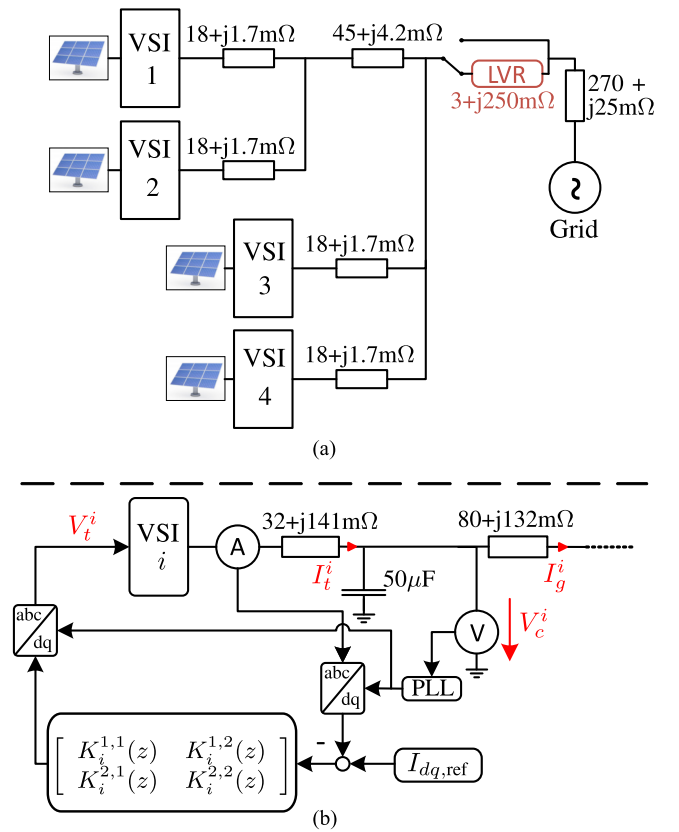 VSI
1
18+j1.7mΩ
45+j4.2mΩ
LVR
3+j250mΩ
270 +
j25mΩ
VSI
2
18+j1.7mΩ
Grid
VSI
3
18+j1.7mΩ
VSI
4
18+j1.7mΩ
(a)
V_t^i
VSI
i
A
32+j141mΩ
80+j132mΩ
I_t^i
50μF
I_g^i
V
V_c^i
abc
dq
abc
dq
PLL
K_i^{1,1}(z) K_i^{1,2}(z)
K_i^{2,1}(z) K_i^{2,2}(z)
-
I_{dq,ref}
(b)